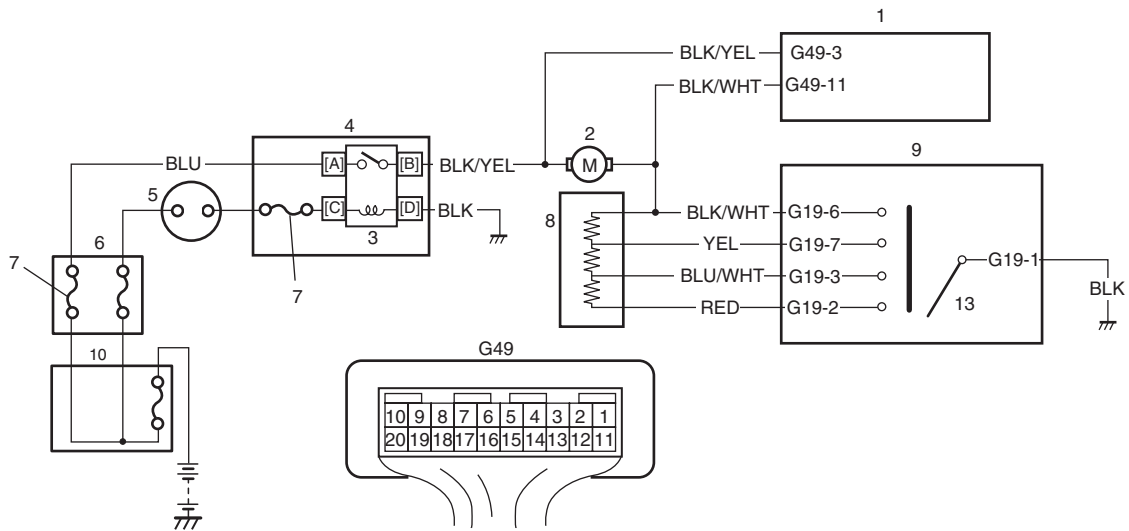 1
BLK/YEL G49-3
BLK/WHT G49-11
4
2
9
BLU [A] [B] BLK/YEL M
5
[C] [D] BLK
3
8
BLK/WHT G19-6
YEL G19-7
BLU/WHT G19-3
RED G19-2
G19-1
13
BLK
6
7
7
10
G49
10 9 8 7 6 5 4 3 2 1
20 19 18 17 16 15 14 13 12 11